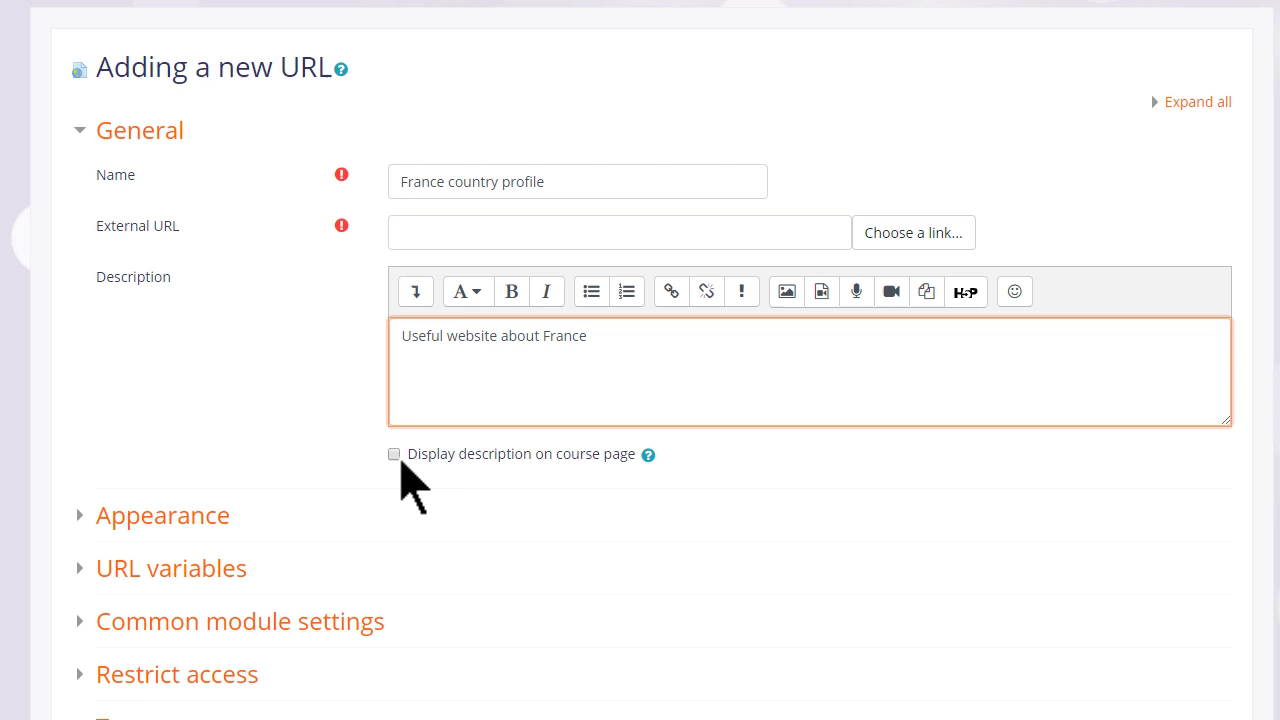 Adding a new URL
Expand all
General
Name
France country profile
External URL
Choose a link...
Description
A B I H-P
Useful website about France
Display description on course page
Appearance
URL variables
Common module settings
Restrict access